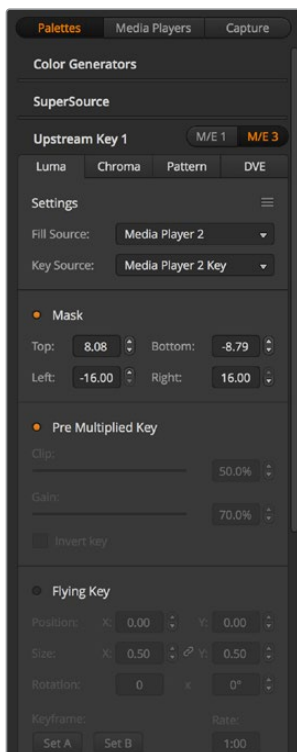 Palettes Media Players Capture
Color Generators
SuperSource
Upstream Key 1 M/E 1 M/E 3
Luma Chroma Pattern DVE
Settings
Fill Source: Media Player 2
Key Source: Media Player 2 Key
Mask
Top: 8.08 Bottom: -8.79
Left: -16.00 Right: 16.00
Pre Multiplied Key
Clip:
50.0%
Gain:
70.0%
Invert key
Flying Key
Position: X: 0.00 Y: 0.00
Size: X: 0.50 Y: 0.50
Rotation: 0 x 0°
Keyframe: Rate:
Set A Set B 1:00